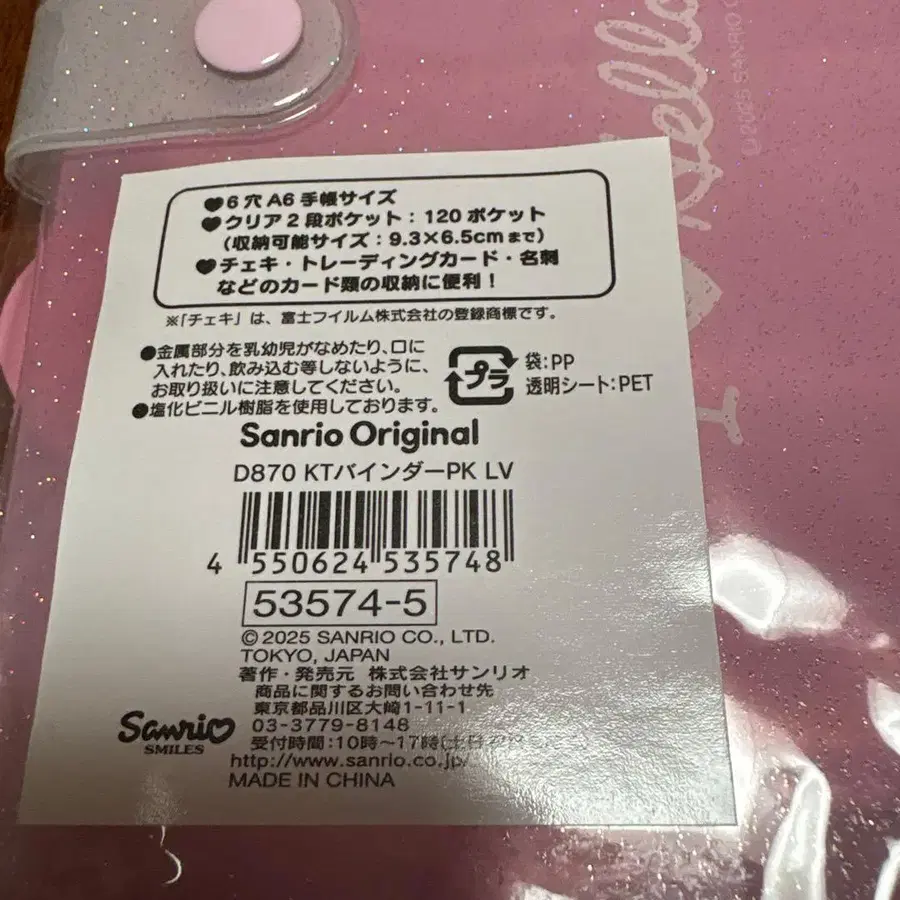 ♥6穴 A6 手帳サイズ
♥クリア2段ポケット：120ポケット
（収納可能サイズ：9.3×6.5cmまで）
♥チェキ・トレーディングカード・名刺
などのカード類の収納に便利！
※「チェキ」は、富士フイルム株式会社の登録商標です。
●金属部分を乳幼児がなめたり、口に
入れたり、飲み込む等しないように、
お取り扱いに注意してください。
●塩化ビニル樹脂を使用しております。
プラ
袋：PP
透明シート：PET
Sanrio Original
D870 KTバインダーPK LV
4 550624 535748
53574-5
© 2025 SANRIO CO., LTD.
TOKYO, JAPAN
著作・発売元 株式会社サンリオ
商品に関するお問い合わせ先
東京都品川区大崎1-11-1
03-3779-8148
受付時間：10時～17時(土日
http://www.sanrio.co.jp/
MADE IN CHINA
Sanrio
SMILES
I
Hello